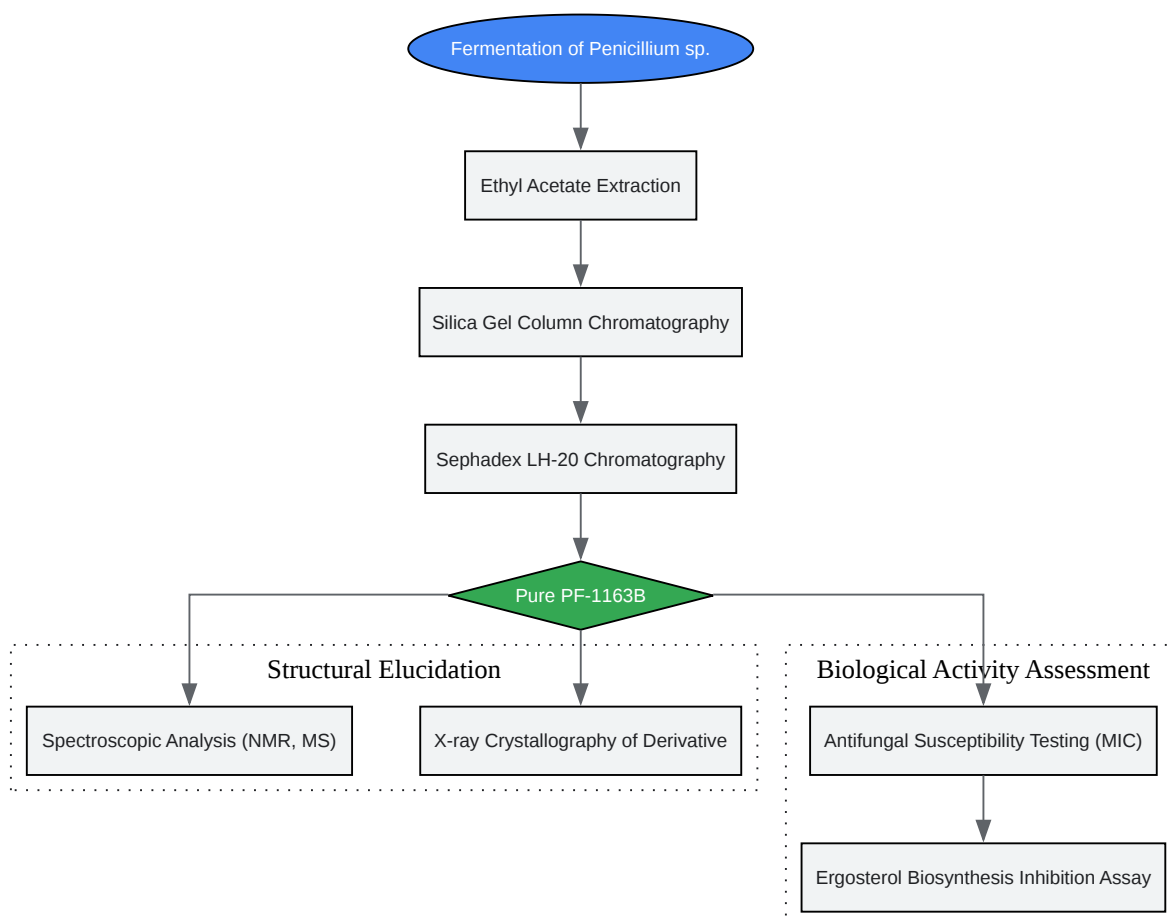 Fermentation of Penicillium sp.
Ethyl Acetate Extraction
Silica Gel Column Chromatography
Sephadex LH-20 Chromatography
Pure PF-1163B
Structural Elucidation
Biological Activity Assessment
Spectroscopic Analysis (NMR, MS)
X-ray Crystallography of Derivative
Antifungal Susceptibility Testing (MIC)
Ergosterol Biosynthesis Inhibition Assay